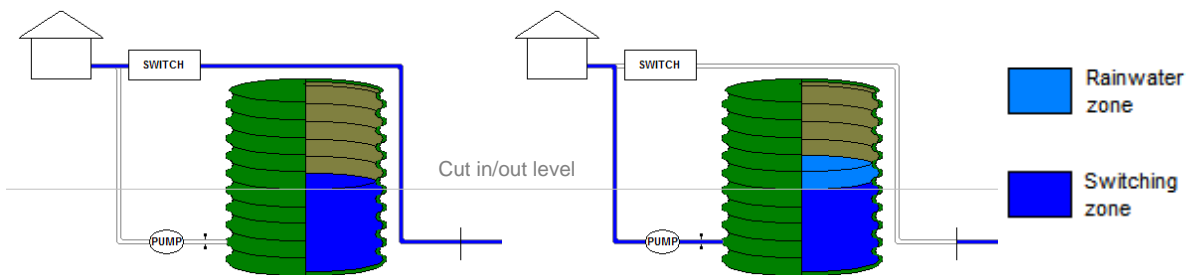 SWITCH
SWITCH
Rainwater
zone
Cut in/out level
Switching
zone
PUMP
PUMP